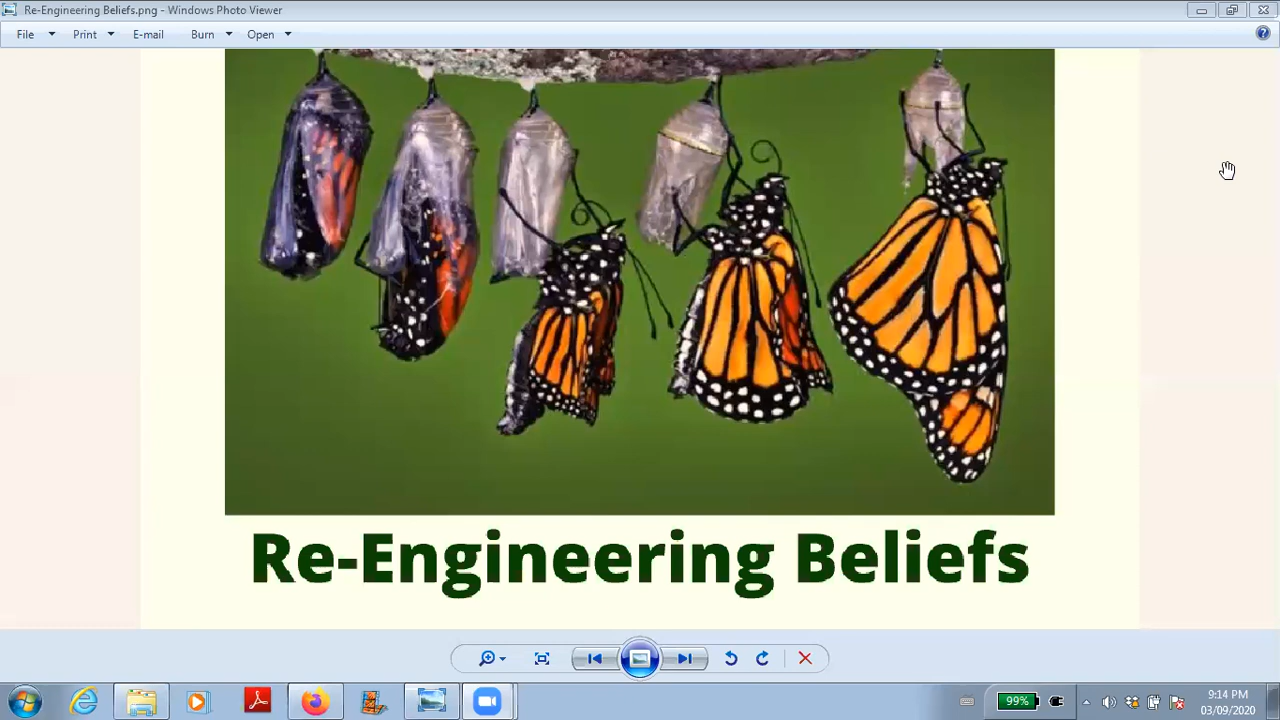 Re-Engineering Beliefs.png - Windows Photo Viewer
File Print E-mail Burn Open
Re-Engineering Beliefs
99%
9:14 PM
03/09/2020